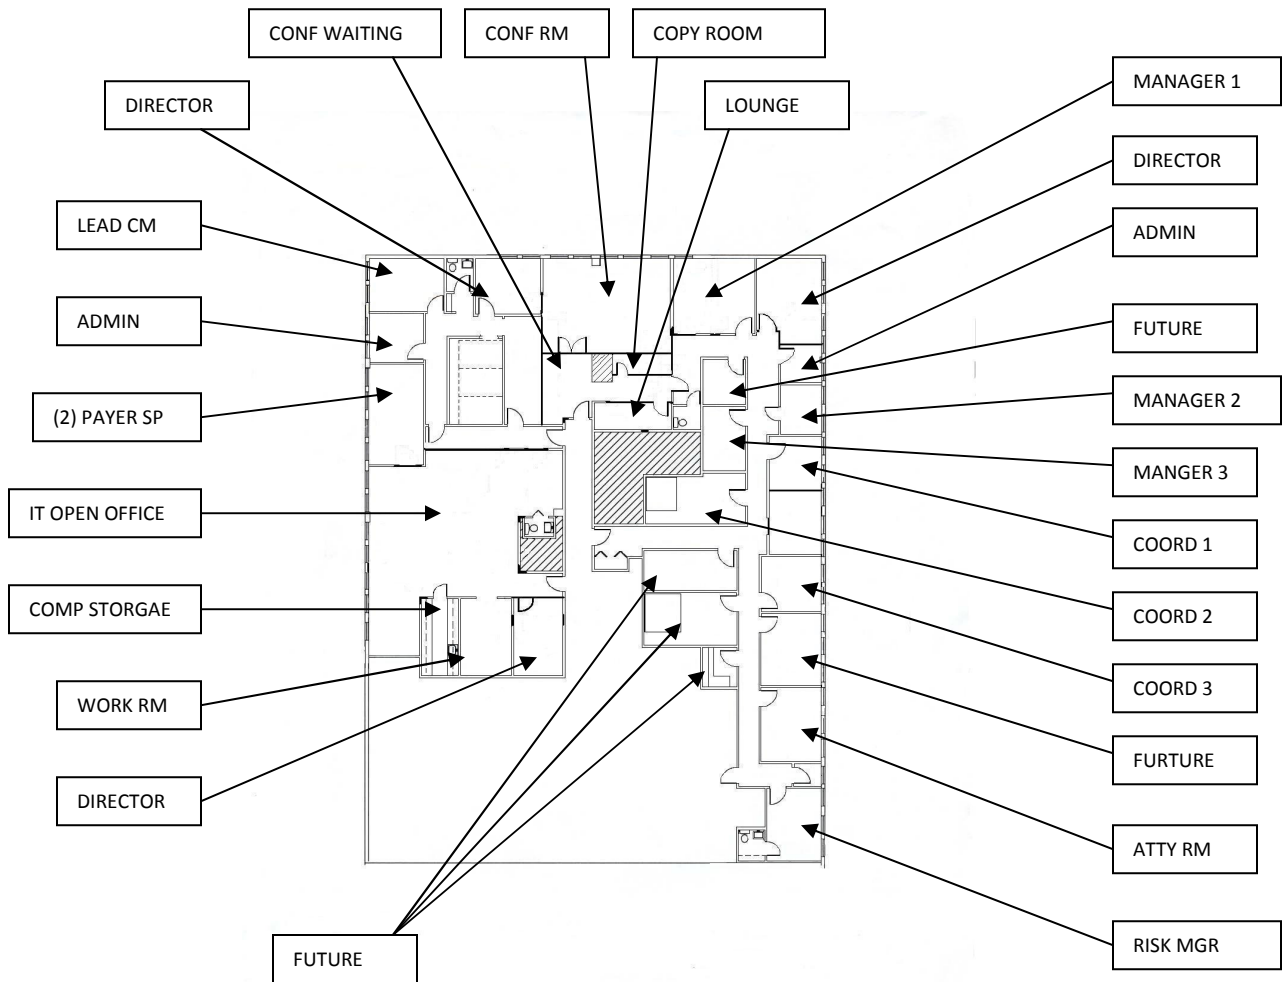 CONF WAITING
CONF RM
COPY ROOM
DIRECTOR
LOUNGE
MANAGER 1
DIRECTOR
LEAD CM
ADMIN
ADMIN
FUTURE
(2) PAYER SP
MANAGER 2
MANGER 3
IT OPEN OFFICE
COORD 1
COMP STORGAE
COORD 2
WORK RM
COORD 3
FURTURE
DIRECTOR
ATTY RM
RISK MGR
FUTURE